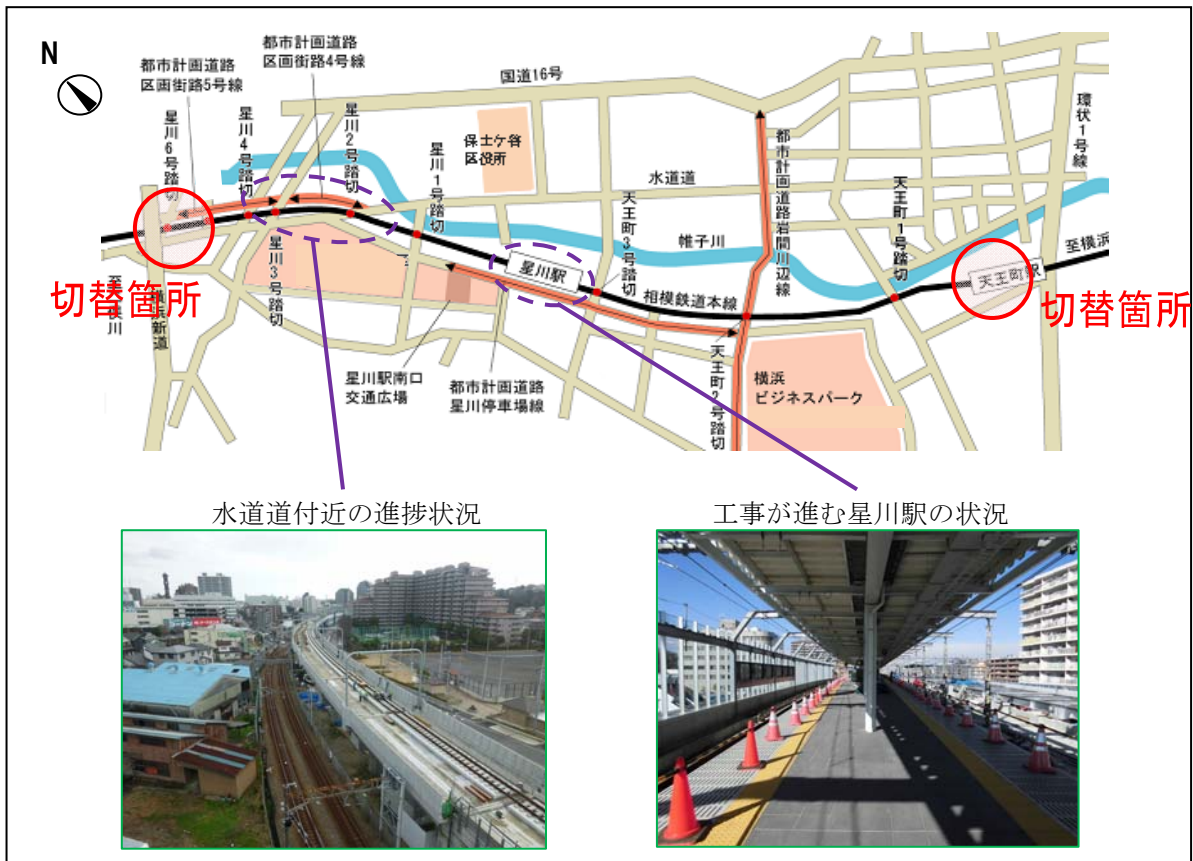 N
都市計画道路
区画街路5号線
都市計画道路
区画街路4号線
国道16号
環状1号線
星川6号踏切
星川4号踏切
星川2号踏切
星川1号踏切
保土ケ谷
区役所
水道道
都市計画道路岩間川辺線
天王町1号踏切
天王町3号踏切
帷子川
至横浜
星川駅
天王町駅
相模鉄道本線
切替箇所
切替箇所
星川3号踏切
横浜新道
星川駅南口
交通広場
都市計画道路
星川停車場線
天王町2号踏切
横浜
ビジネスパーク
水道道付近の進捗状況
工事が進む星川駅の状況